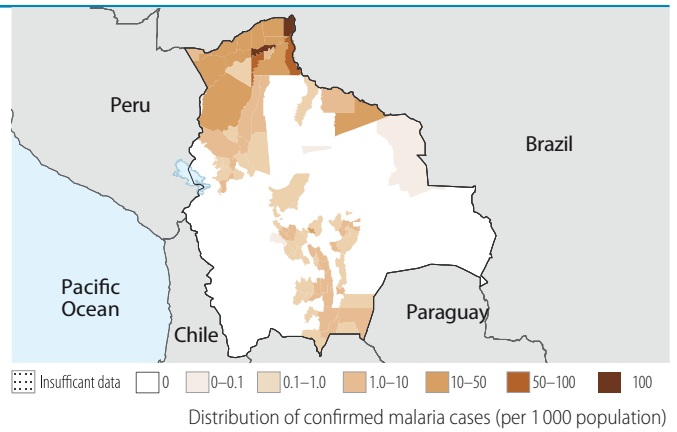 Peru
Brazil
Pacific
Ocean
Paraguay
Chile
Insufficant data 0 0–0.1 0.1–1.0 1.0–10 10–50 50–100 100
Distribution of confirmed malaria cases (per 1 000 population)